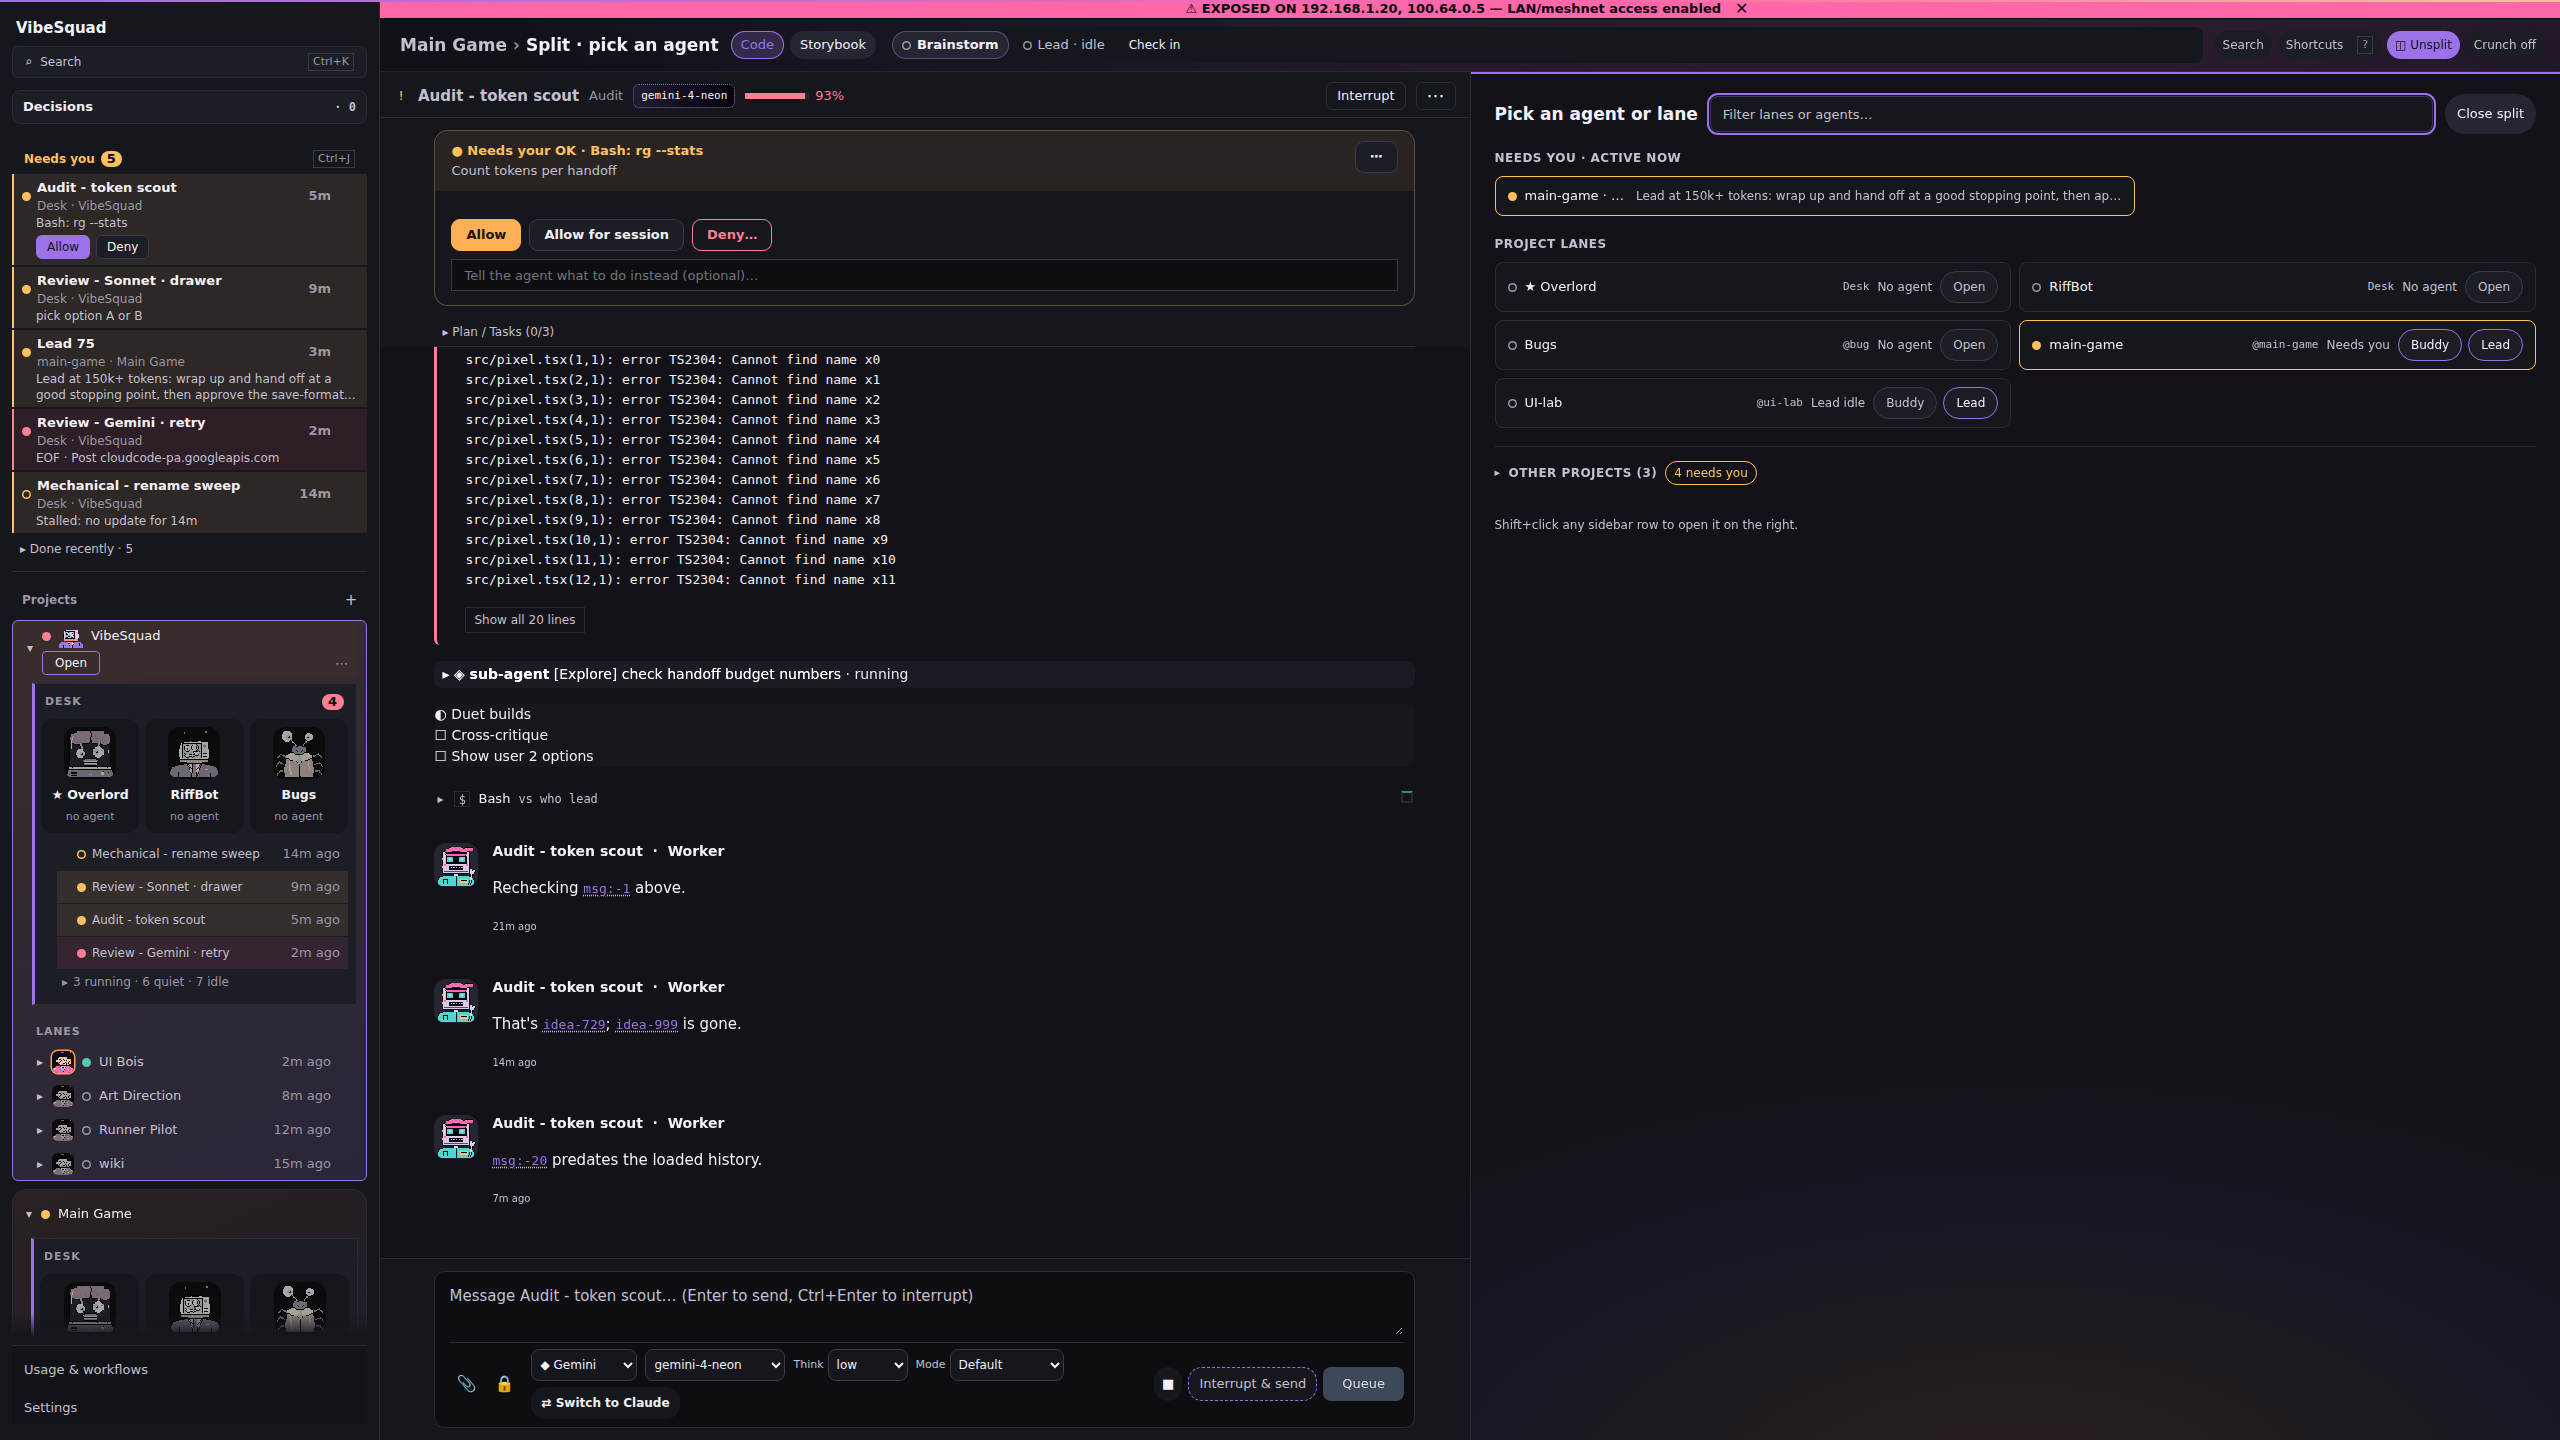 ⚠ EXPOSED ON 192.168.1.20, 100.64.0.5 — LAN/meshnet access enabled ✕
VibeSquad
Search Ctrl+K
Decisions · 0
Needs you 5 Ctrl+J
Audit - token scout 5m
Desk · VibeSquad
Bash: rg --stats
Allow Deny
Review - Sonnet · drawer 9m
Desk · VibeSquad
pick option A or B
Lead 75 3m
main-game · Main Game
Lead at 150k+ tokens: wrap up and hand off at a
good stopping point, then approve the save-format…
Review - Gemini · retry 2m
Desk · VibeSquad
EOF · Post cloudcode-pa.googleapis.com
Mechanical - rename sweep 14m
Desk · VibeSquad
Stalled: no update for 14m
▸ Done recently · 5
Projects +
▾ VibeSquad
Open ⋯
DESK 4
★ Overlord RiffBot Bugs
no agent no agent no agent
Mechanical - rename sweep 14m ago
Review - Sonnet · drawer 9m ago
Audit - token scout 5m ago
Review - Gemini · retry 2m ago
▸ 3 running · 6 quiet · 7 idle
LANES
▸ UI Bois 2m ago
▸ Art Direction 8m ago
▸ Runner Pilot 12m ago
▸ wiki 15m ago
▾ Main Game
DESK
Usage & workflows
Settings
Main Game › Split · pick an agent Code Storybook Brainstorm Lead · idle Check in Search Shortcuts ? ◫ Unsplit Crunch off
! Audit - token scout Audit gemini-4-neon 93% Interrupt ⋯
Needs your OK · Bash: rg --stats ⋯
Count tokens per handoff
Allow Allow for session Deny…
Tell the agent what to do instead (optional)…
▸ Plan / Tasks (0/3)
src/pixel.tsx(1,1): error TS2304: Cannot find name x0
src/pixel.tsx(2,1): error TS2304: Cannot find name x1
src/pixel.tsx(3,1): error TS2304: Cannot find name x2
src/pixel.tsx(4,1): error TS2304: Cannot find name x3
src/pixel.tsx(5,1): error TS2304: Cannot find name x4
src/pixel.tsx(6,1): error TS2304: Cannot find name x5
src/pixel.tsx(7,1): error TS2304: Cannot find name x6
src/pixel.tsx(8,1): error TS2304: Cannot find name x7
src/pixel.tsx(9,1): error TS2304: Cannot find name x8
src/pixel.tsx(10,1): error TS2304: Cannot find name x9
src/pixel.tsx(11,1): error TS2304: Cannot find name x10
src/pixel.tsx(12,1): error TS2304: Cannot find name x11
Show all 20 lines
▸ ◈ sub-agent [Explore] check handoff budget numbers · running
◐ Duet builds
☐ Cross-critique
☐ Show user 2 options
▸ $ Bash vs who lead
Audit - token scout · Worker
Rechecking msg:-1 above.
21m ago
Audit - token scout · Worker
That's idea-729; idea-999 is gone.
14m ago
Audit - token scout · Worker
msg:-20 predates the loaded history.
7m ago
Message Audit - token scout… (Enter to send, Ctrl+Enter to interrupt)
📎 🔒 ◆ Gemini gemini-4-neon Think low Mode Default ■ Interrupt & send Queue
⇄ Switch to Claude
Pick an agent or lane Filter lanes or agents… Close split
NEEDS YOU · ACTIVE NOW
main-game · … Lead at 150k+ tokens: wrap up and hand off at a good stopping point, then ap…
PROJECT LANES
★ Overlord Desk No agent Open
RiffBot Desk No agent Open
Bugs @bug No agent Open
main-game @main-game Needs you Buddy Lead
UI-lab @ui-lab Lead idle Buddy Lead
▸ OTHER PROJECTS (3) 4 needs you
Shift+click any sidebar row to open it on the right.